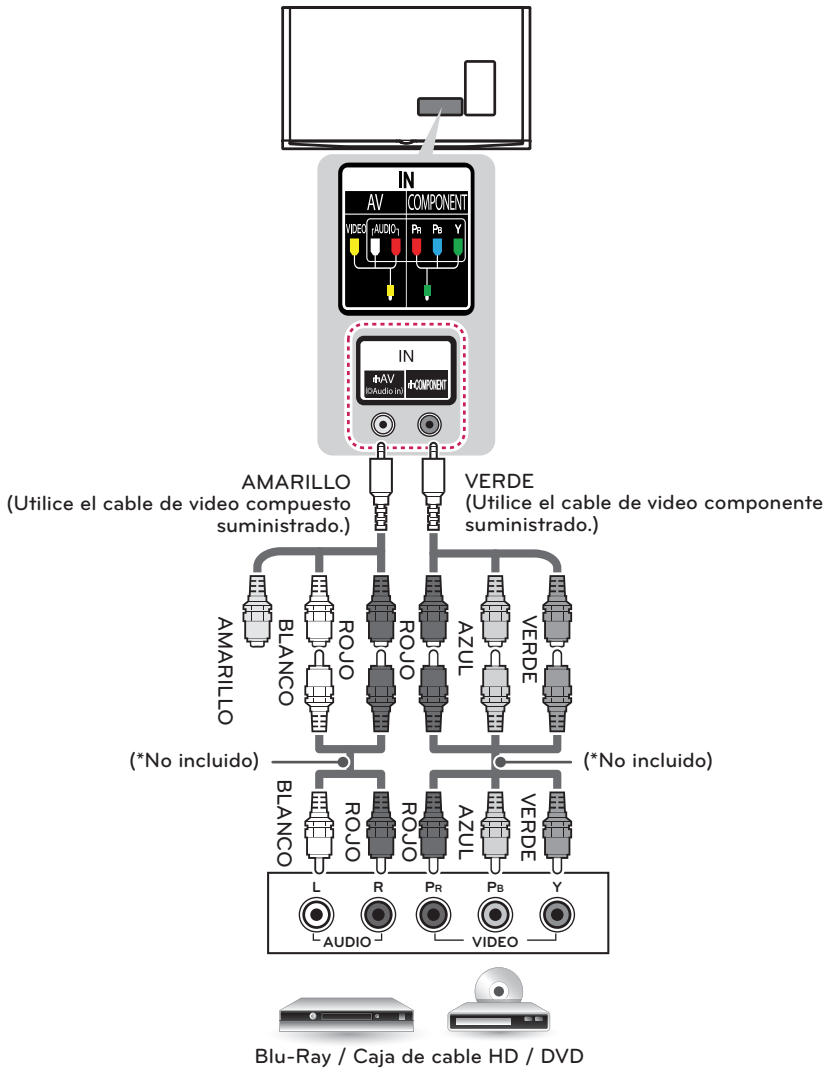 IN
AV COMPONENT
VIDEO AUDIO PR PB Y
IN
AV COMPONENT
(Audio in)
AMARILLO
(Utilice el cable de video compuesto
suministrado.)
VERDE
(Utilice el cable de video componente
suministrado.)
AMARILLO
BLANCO
ROJO
ROJO
AZUL
VERDE
(*No incluido)
(*No incluido)
BLANCO
ROJO
ROJO
AZUL
VERDE
L R PR PB Y
AUDIO VIDEO
Blu-Ray / Caja de cable HD / DVD